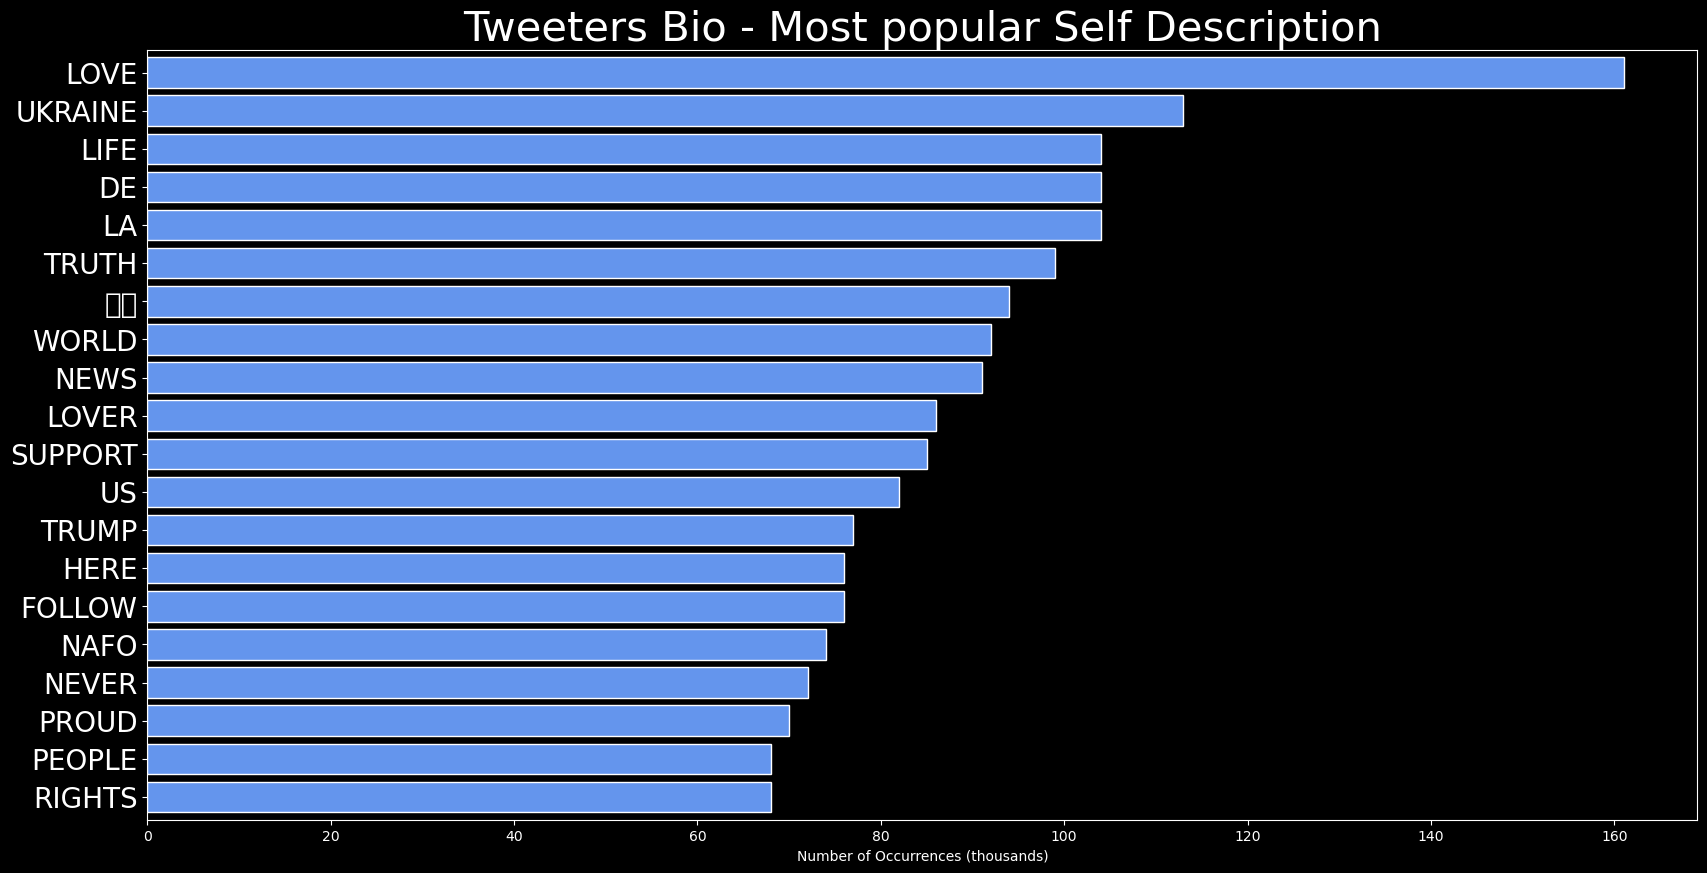 Tweeters Bio - Most popular Self Description
LOVE
UKRAINE
LIFE
DE
LA
TRUTH
WORLD
NEWS
LOVER
SUPPORT
US
TRUMP
HERE
FOLLOW
NAFO
NEVER
PROUD
PEOPLE
RIGHTS
0 20 40 60 80 100 120 140 160
Number of Occurrences (thousands)